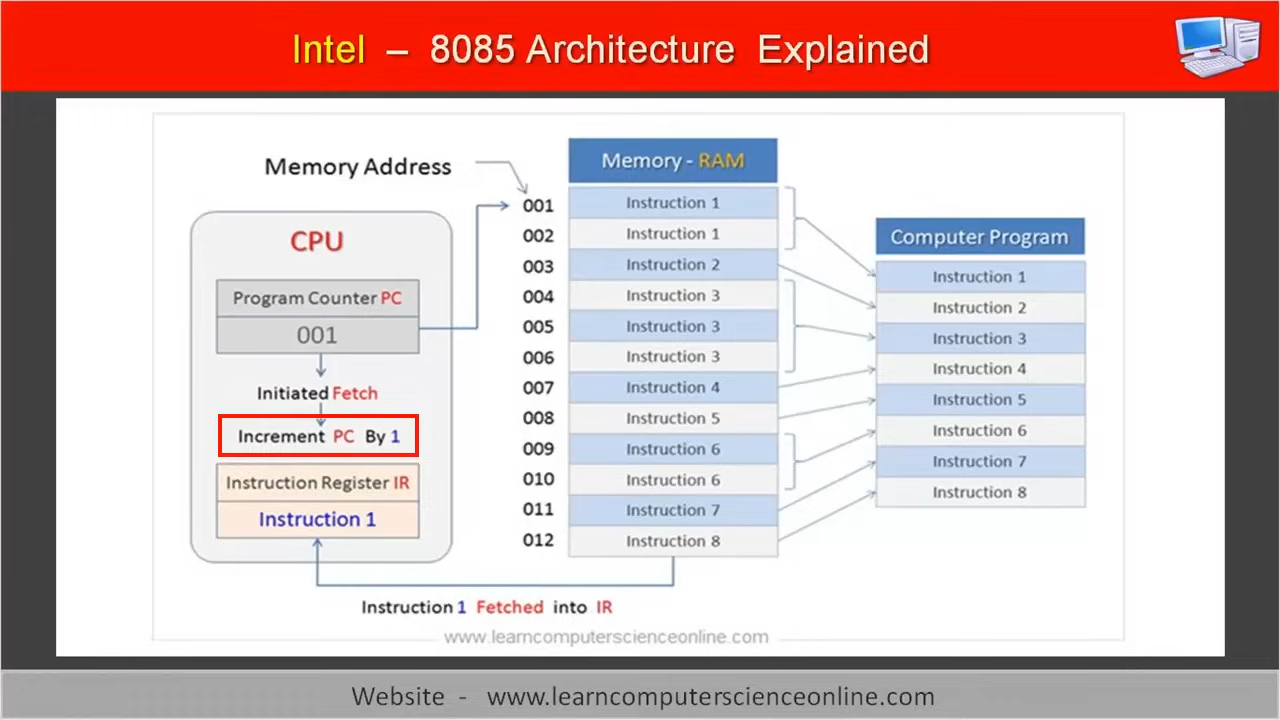 Intel – 8085 Architecture Explained
Memory Address
CPU
Program Counter PC
001
Initiated Fetch
Increment PC By 1
Instruction Register IR
Instruction 1
Memory - RAM
001 Instruction 1
002 Instruction 1
003 Instruction 2
004 Instruction 3
005 Instruction 3
006 Instruction 3
007 Instruction 4
008 Instruction 5
009 Instruction 6
010 Instruction 6
011 Instruction 7
012 Instruction 8
Computer Program
Instruction 1
Instruction 2
Instruction 3
Instruction 4
Instruction 5
Instruction 6
Instruction 7
Instruction 8
Instruction 1 Fetched into IR
www.learncomputerscienceonline.com
Website - www.learncomputerscienceonline.com